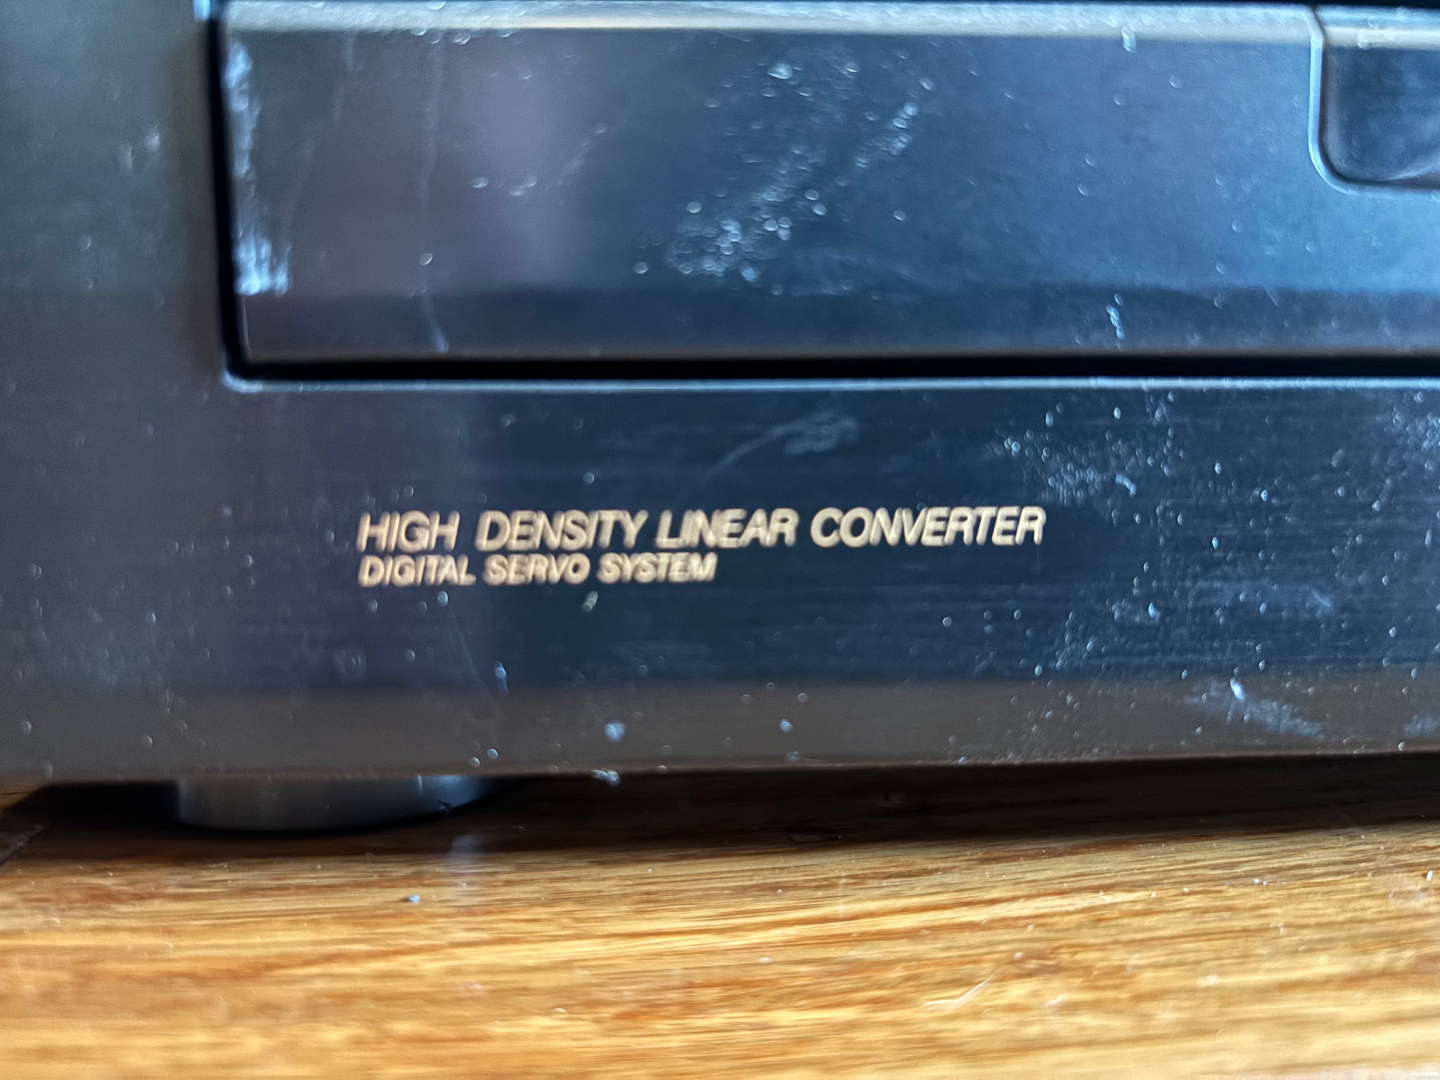 HIGH DENSITY LINEAR CONVERTER
DIGITAL SERVO SYSTEM